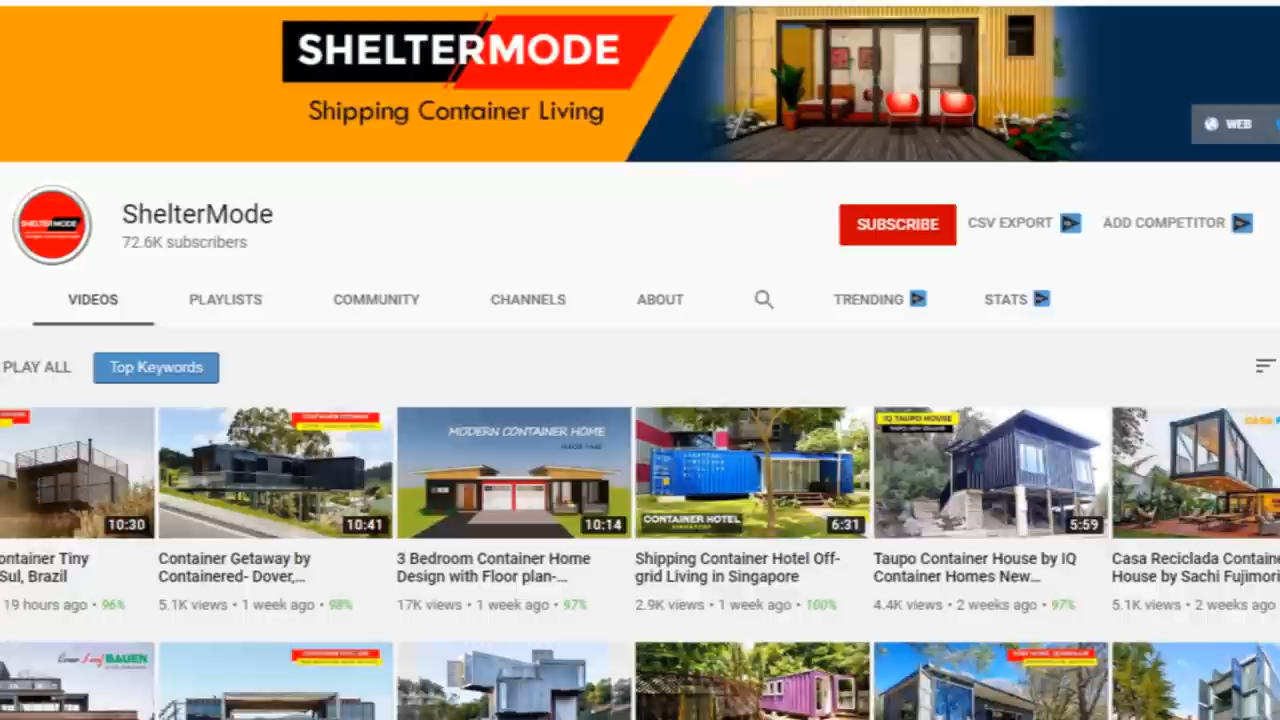 SHELTERMODE
Shipping Container Living
WEB
SHELTERMODE
ShelterMode
72.6K subscribers
SUBSCRIBE
CSV EXPORT
ADD COMPETITOR
VIDEOS
PLAYLISTS
COMMUNITY
CHANNELS
ABOUT
TRENDING
STATS
PLAY ALL
Top Keywords
MODERN CONTAINER HOME
CONTAINER HOTEL
SINGAPORE
IQ TAUPO HOUSE
TAUPO NEW ZEALAND
CASA
10:30
10:41
10:14
6:31
5:59
ontainer Tiny
Sul, Brazil
19 hours ago • 96%
Container Getaway by
Containered- Dover,...
5.1K views • 1 week ago • 98%
3 Bedroom Container Home
Design with Floor plan-...
17K views • 1 week ago • 97%
Shipping Container Hotel Off-
grid Living in Singapore
2.9K views • 1 week ago • 100%
Taupo Container House by IQ
Container Homes New...
4.4K views • 2 weeks ago • 97%
Casa Reciclada Containe
House by Sachi Fujimori
5.1K views • 2 weeks ago
BAUEN